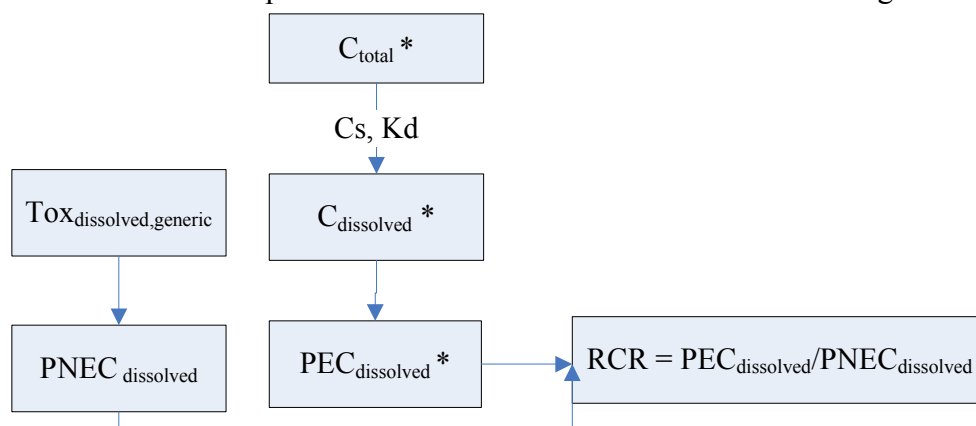 C_total *
Cs, Kd
Tox_dissolved,generic
C_dissolved *
PNEC_dissolved
PEC_dissolved *
RCR = PEC_dissolved/PNEC_dissolved